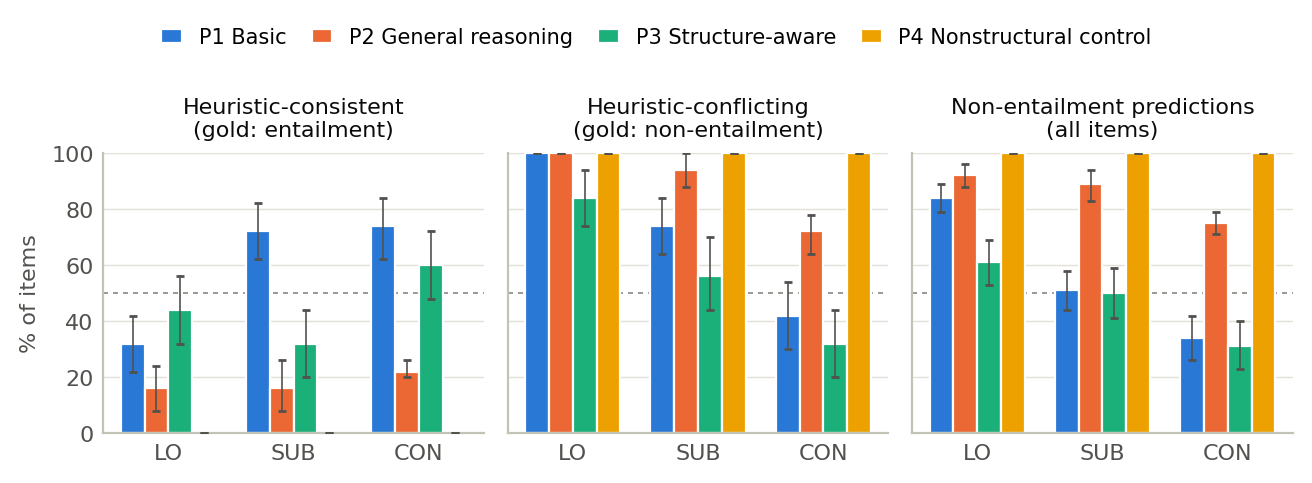 P1 Basic P2 General reasoning P3 Structure-aware P4 Nonstructural control
Heuristic-consistent
(gold: entailment)
Heuristic-conflicting
(gold: non-entailment)
Non-entailment predictions
(all items)
% of items
100
80
60
40
20
0
LO SUB CON
LO SUB CON
LO SUB CON